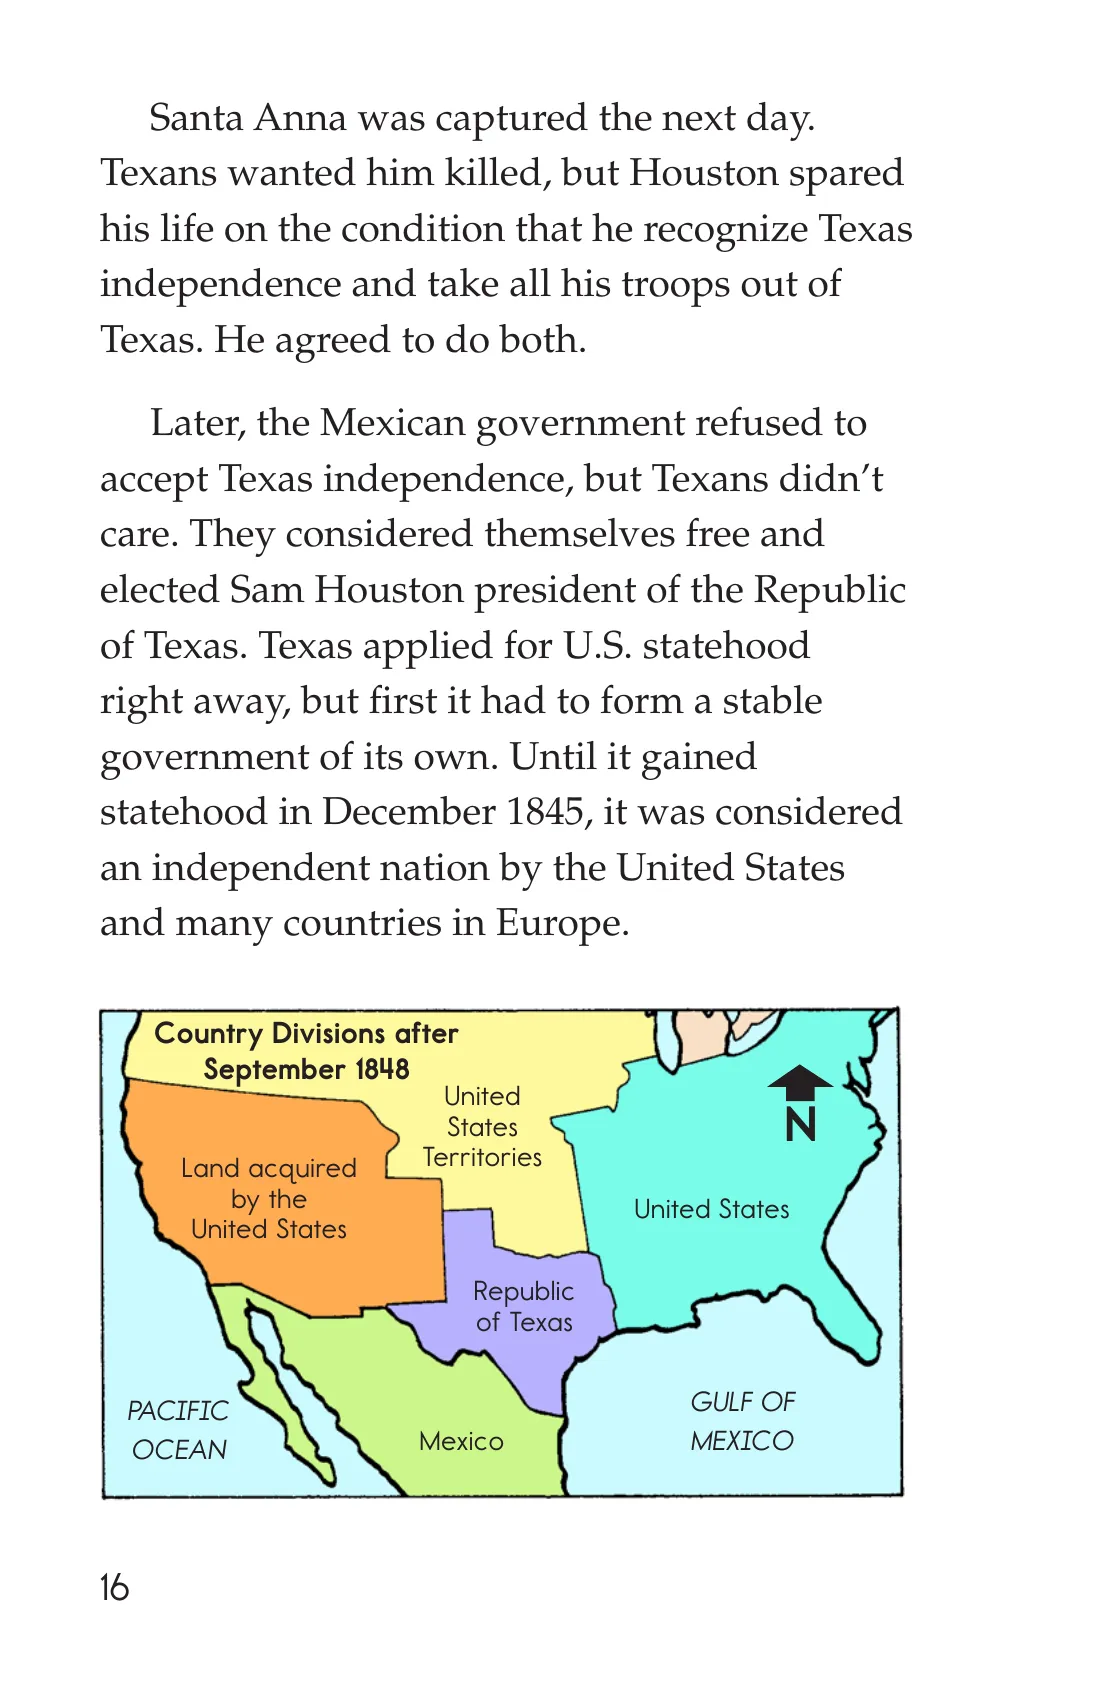 Santa Anna was captured the next day.
Texans wanted him killed, but Houston spared
his life on the condition that he recognize Texas
independence and take all his troops out of
Texas. He agreed to do both.
Later, the Mexican government refused to
accept Texas independence, but Texans didn’t
care. They considered themselves free and
elected Sam Houston president of the Republic
of Texas. Texas applied for U.S. statehood
right away, but first it had to form a stable
government of its own. Until it gained
statehood in December 1845, it was considered
an independent nation by the United States
and many countries in Europe.
Country Divisions after
September 1848
United
States
Territories
N
Land acquired
by the
United States
United States
Republic
of Texas
PACIFIC
OCEAN
Mexico
GULF OF
MEXICO
16